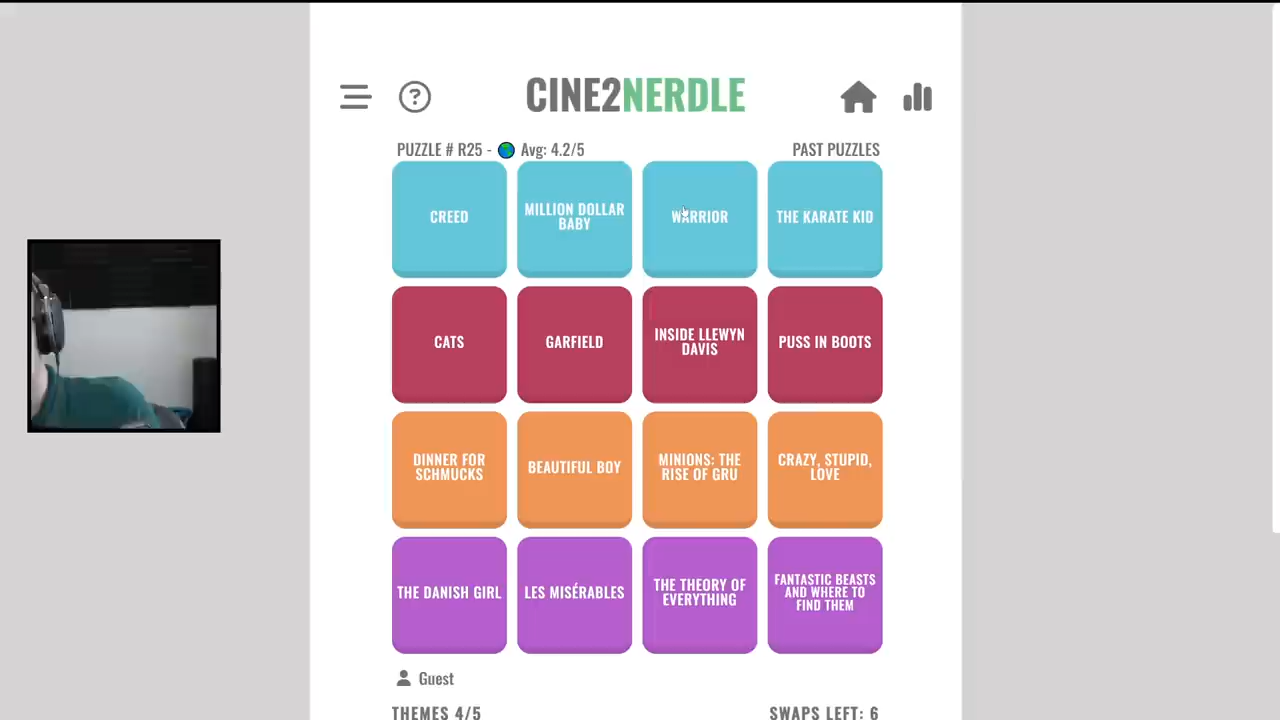 CINE2NERDLE
PUZZLE # R25 - Avg: 4.2/5
PAST PUZZLES
CREED
MILLION DOLLAR
BABY
WARRIOR
THE KARATE KID
CATS
GARFIELD
INSIDE LLEWYN
DAVIS
PUSS IN BOOTS
DINNER FOR
SCHMUCKS
BEAUTIFUL BOY
MINIONS: THE
RISE OF GRU
CRAZY, STUPID,
LOVE
THE DANISH GIRL
LES MISÉRABLES
THE THEORY OF
EVERYTHING
FANTASTIC BEASTS
AND WHERE TO
FIND THEM
Guest
THEMES 4/5
SWAPS LEFT: 6